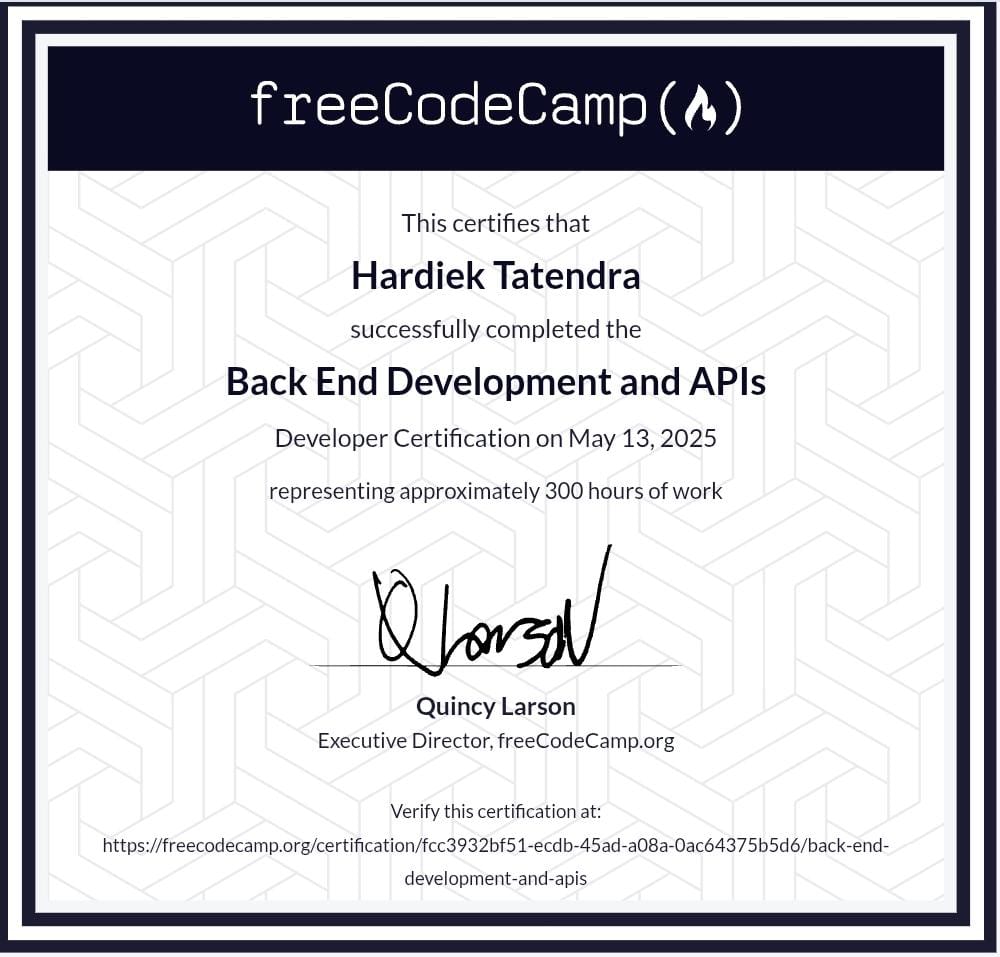 freeCodeCamp
This certifies that
Hardiek Tatendra
successfully completed the
Back End Development and APIs
Developer Certification on May 13, 2025
representing approximately 300 hours of work
Q Larson
Quincy Larson
Executive Director, freeCodeCamp.org
Verify this certification at:
https://freecodecamp.org/certification/fcc3932bf51-ecdb-45ad-a08a-0ac64375b5d6/back-end-
development-and-apis